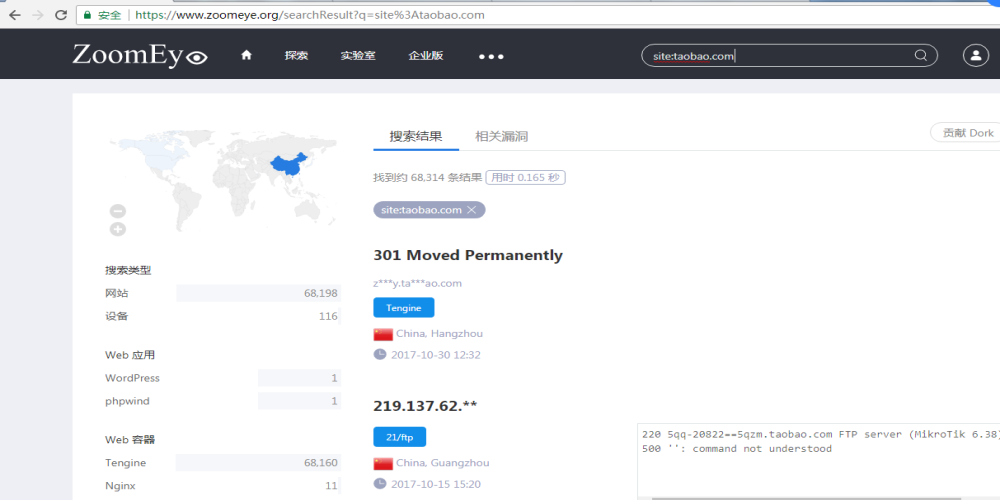 安全 | https://www.zoomeye.org/searchResult?q=site%3Ataobao.com
ZoomEye 探索 实验室 企业版 ••• site:taobao.com
搜索结果 相关漏洞 贡献 Dork
找到约 68,314 条结果 用时 0.165 秒
site:taobao.com ×
301 Moved Permanently
z***y.ta***ao.com
Tengine
China, Hangzhou
2017-10-30 12:32
219.137.62.**
21/ftp
China, Guangzhou
2017-10-15 15:20
220 5qq-20822==5qzm.taobao.com FTP server (MikroTik 6.38)
500 '': command not understood
搜索类型
网站 68,198
设备 116
Web 应用
WordPress 1
phpwind 1
Web 容器
Tengine 68,160
Nginx 11